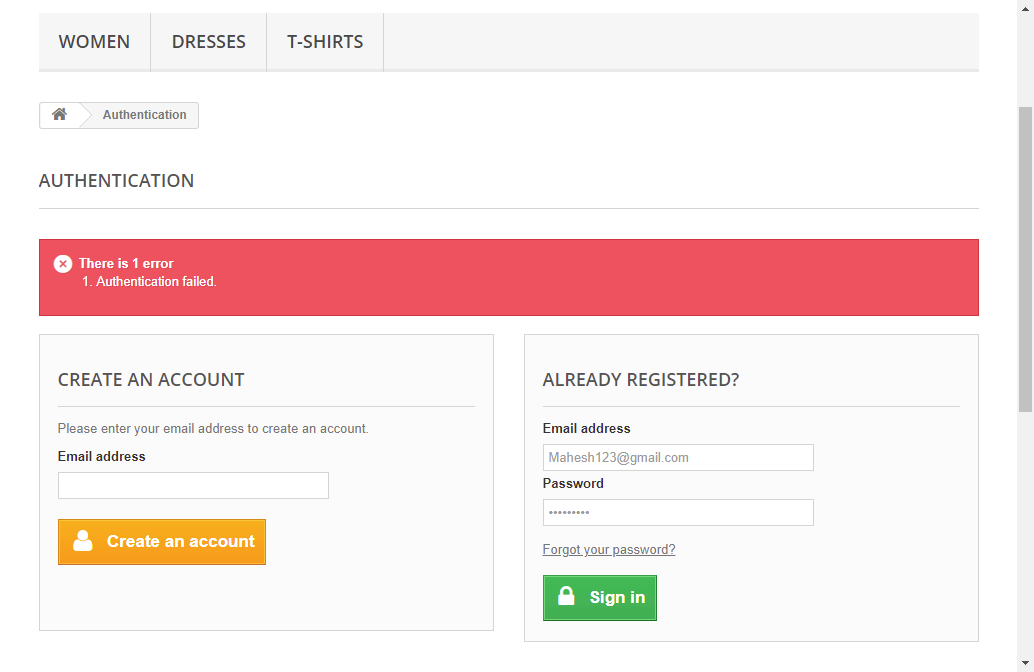 WOMEN DRESSES T-SHIRTS
Authentication
AUTHENTICATION
There is 1 error
1. Authentication failed.
CREATE AN ACCOUNT
Please enter your email address to create an account.
Email address
Create an account
ALREADY REGISTERED?
Email address
Mahesh123@gmail.com
Password
•••••••••
Forgot your password?
Sign in